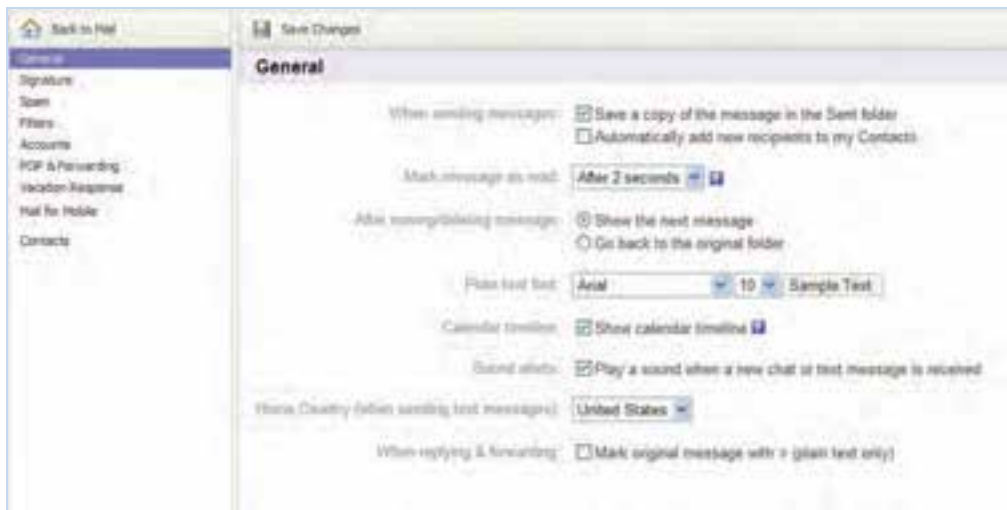 Back to Mail
Save Changes
General
Signature
Spam
Filters
Accounts
POP & Forwarding
Vacation Response
Mail for Mobile
Contacts
General
When sending messages:
Save a copy of the message in the Sent folder
Automatically add new recipients to my Contacts
Mark message as read:
After 2 seconds
After moving/deleting message:
Show the next message
Go back to the original folder
Plain text font:
Arial 10 Sample Text
Calendar timeline:
Show calendar timeline
Sound alerts:
Play a sound when a new chat or text message is received
Home Country (when sending text messages):
United States
When replying & forwarding:
Mark original message with > (plain text only)